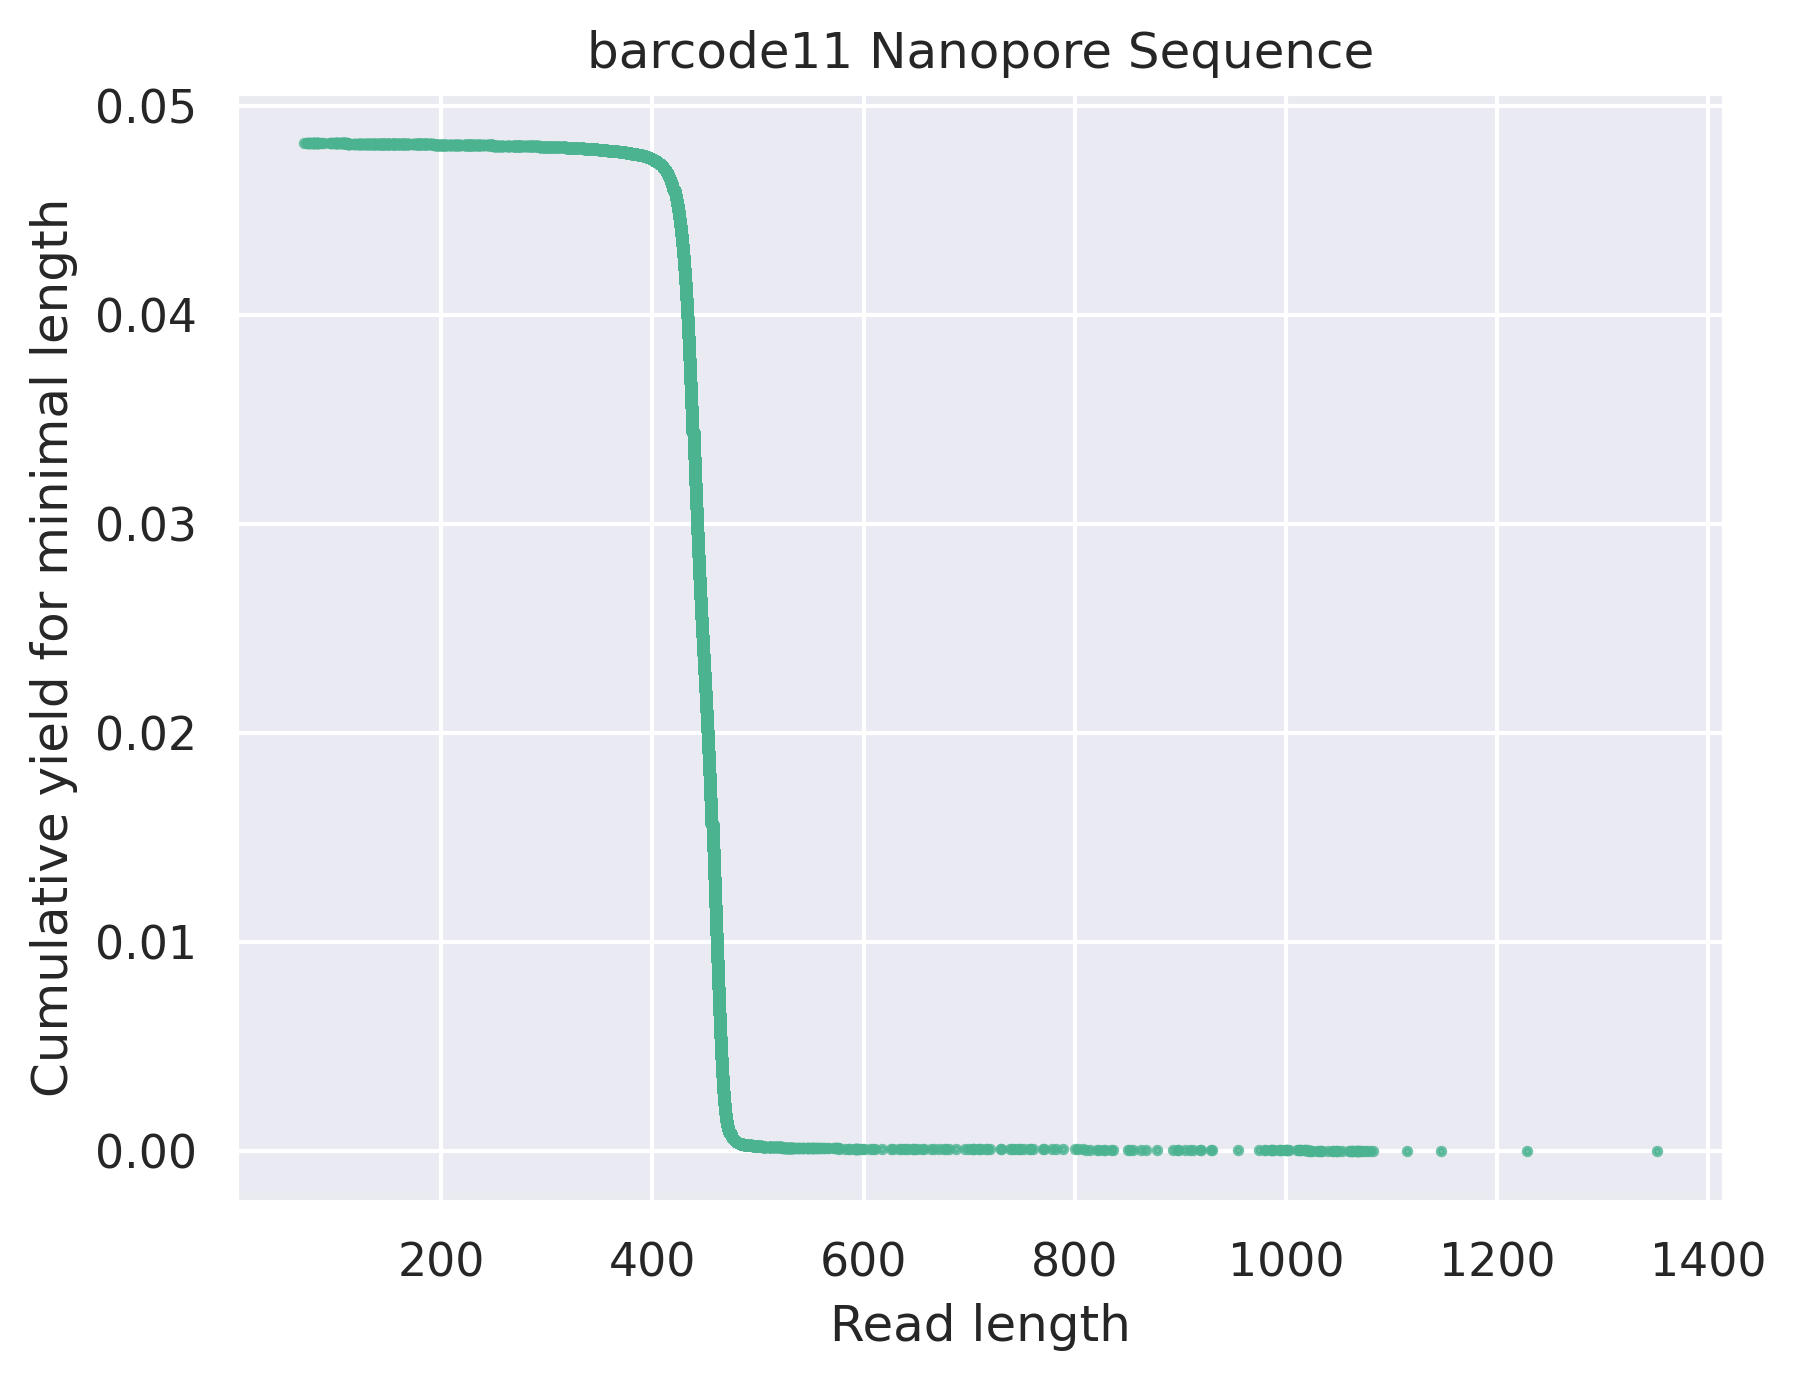 barcode11 Nanopore Sequence
0.05
0.04
0.03
0.02
0.01
0.00
Cumulative yield for minimal length
200 400 600 800 1000 1200 1400
Read length